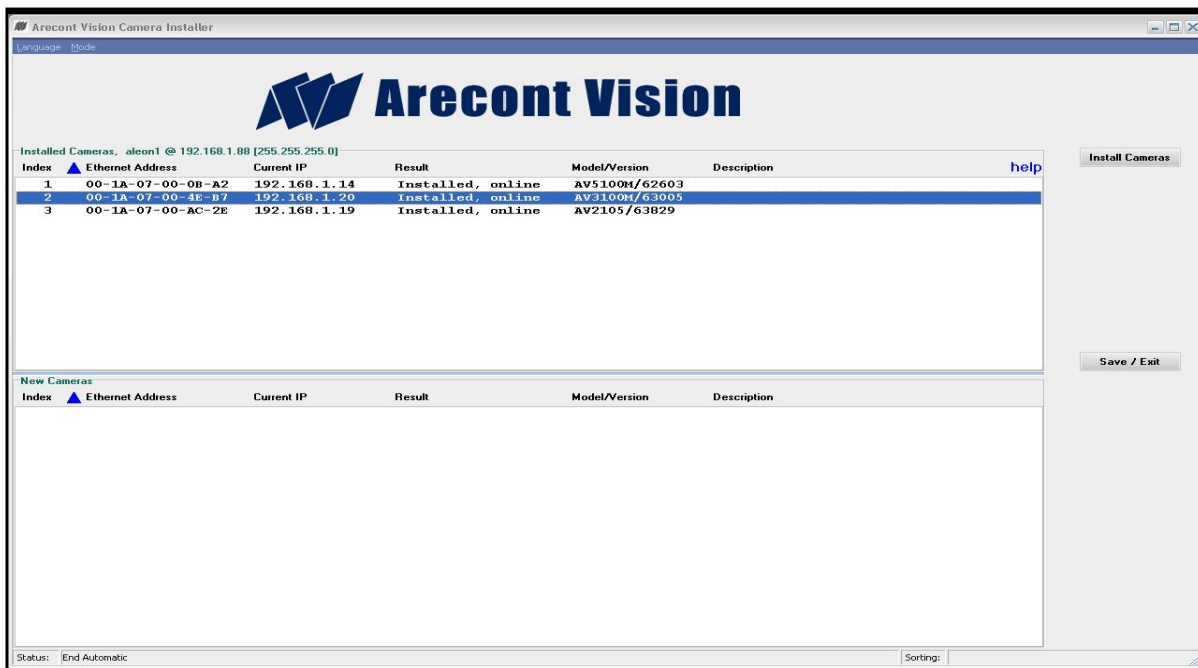 Arecont Vision Camera Installer
Language Mode
Arecont Vision
Installed Cameras, aleon1 @ 192.168.1.88 [255.255.255.0]
Install Cameras
Index Ethernet Address Current IP Result Model/Version Description help
1 00-1A-07-00-0B-A2 192.168.1.14 Installed, online AV5100M/62603
2 00-1A-07-00-4E-B7 192.168.1.20 Installed, online AV3100M/63005
3 00-1A-07-00-AC-2E 192.168.1.19 Installed, online AV2105/63829
Save / Exit
New Cameras
Index Ethernet Address Current IP Result Model/Version Description
Status: End Automatic Sorting: